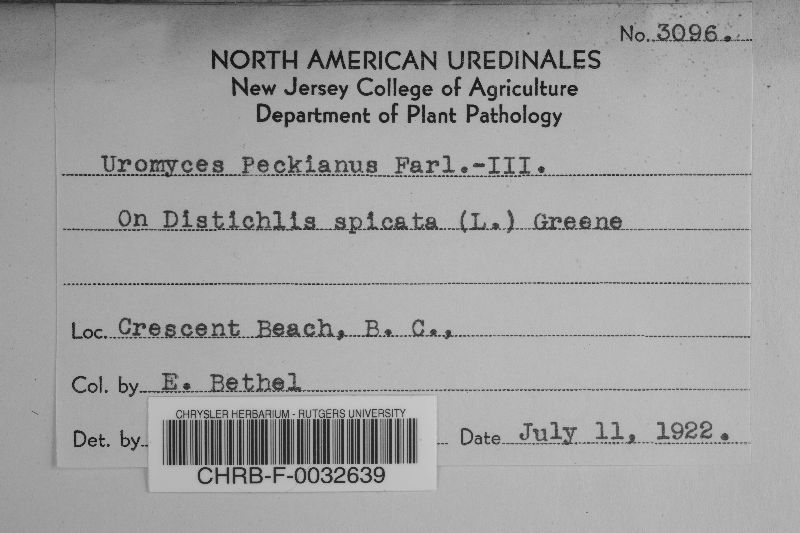 No. 3096.
NORTH AMERICAN UREDINALES
New Jersey College of Agriculture
Department of Plant Pathology
Uromyces Peckianus Farl.-III.
On Distichlis spicata (L.) Greene
Loc. Crescent Beach, B. C.,
Col. by E. Bethel
Det. by
Date July 11, 1922.
CHRYSLER HERBARIUM - RUTGERS UNIVERSITY
CHRB-F-0032639